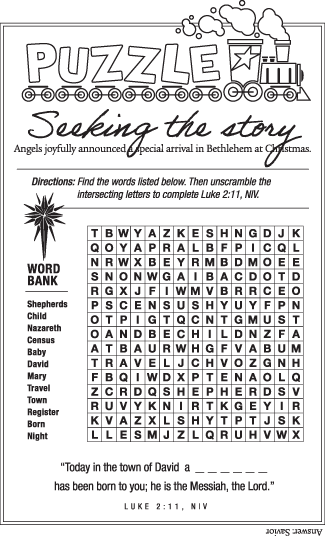 PUZZLE
Seeking the story
Angels joyfully announced a special arrival in Bethlehem at Christmas.
Directions: Find the words listed below. Then unscramble the
intersecting letters to complete Luke 2:11, NIV.
WORD
BANK
Shepherds
Child
Nazareth
Census
Baby
David
Mary
Travel
Town
Register
Born
Night
T B W Y A Z K E S H N G D J K
Q O Y A P R A L B F P I C Q L
N R W X B E Y R M B D M O E E
S N O N W G A I B A C D O T D
R G X J F I W M V B R R C E O
P S C E N S U S H Y U Y F P N
O T P I G T Q C N T G M U S T
O A N D B E C H I L D N Z F A
A T B A U R W H G F V A B U M
T R A V E L J C H V O Z G N H
F B Q I W D X P T E N A O L Q
Z C R D Q S H E P H E R D S V
R U V Y K N I R T K G E Y I R
K V A Z X L S H Y T P T J S K
L L E S M J Z L Q R U H V W X
"Today in the town of David a _ _ _ _ _ _
has been born to you; he is the Messiah, the Lord."
LUKE 2:11, NIV
Answer: Savior